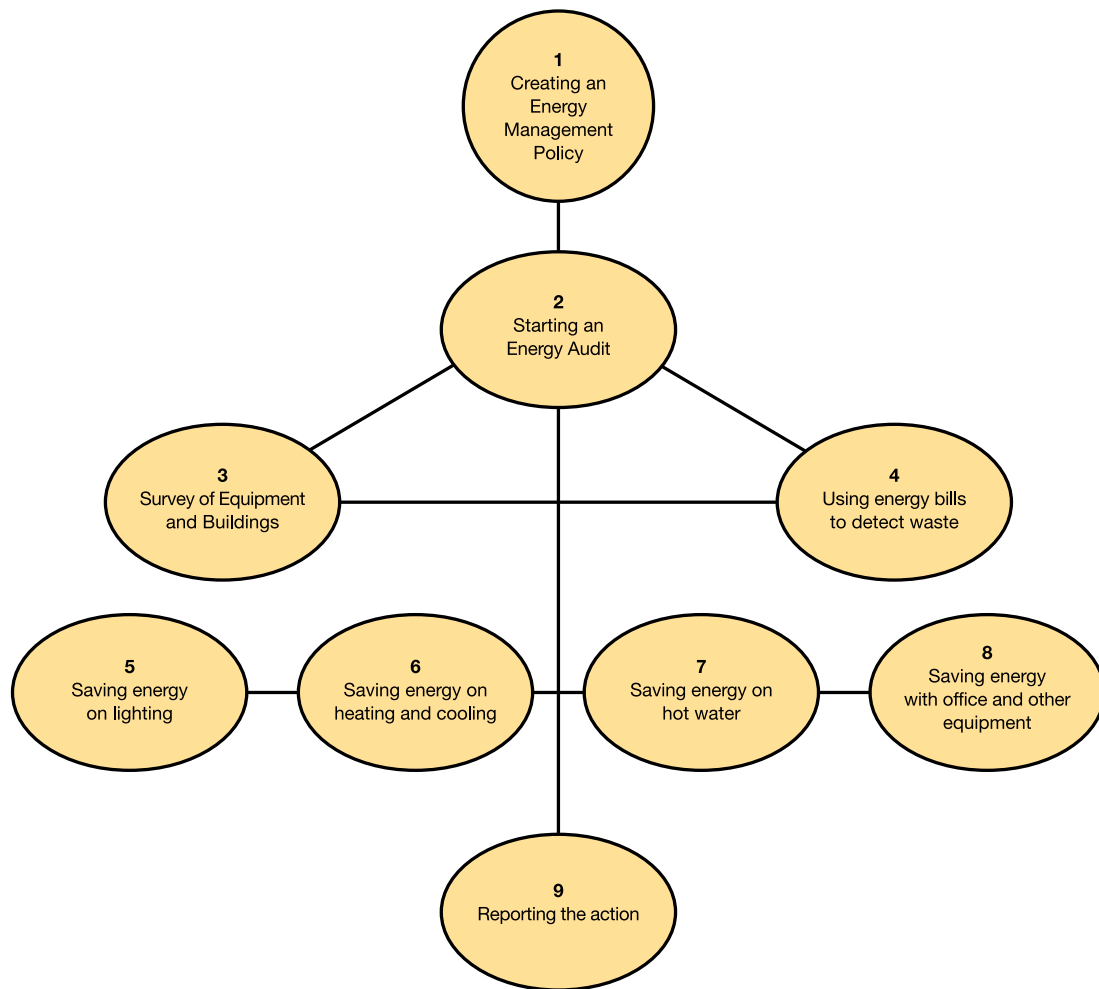 1
Creating an
Energy
Management
Policy
2
Starting an
Energy Audit
3
Survey of Equipment
and Buildings
4
Using energy bills
to detect waste
5
Saving energy
on lighting
6
Saving energy on
heating and cooling
7
Saving energy on
hot water
8
Saving energy
with office and other
equipment
9
Reporting the action